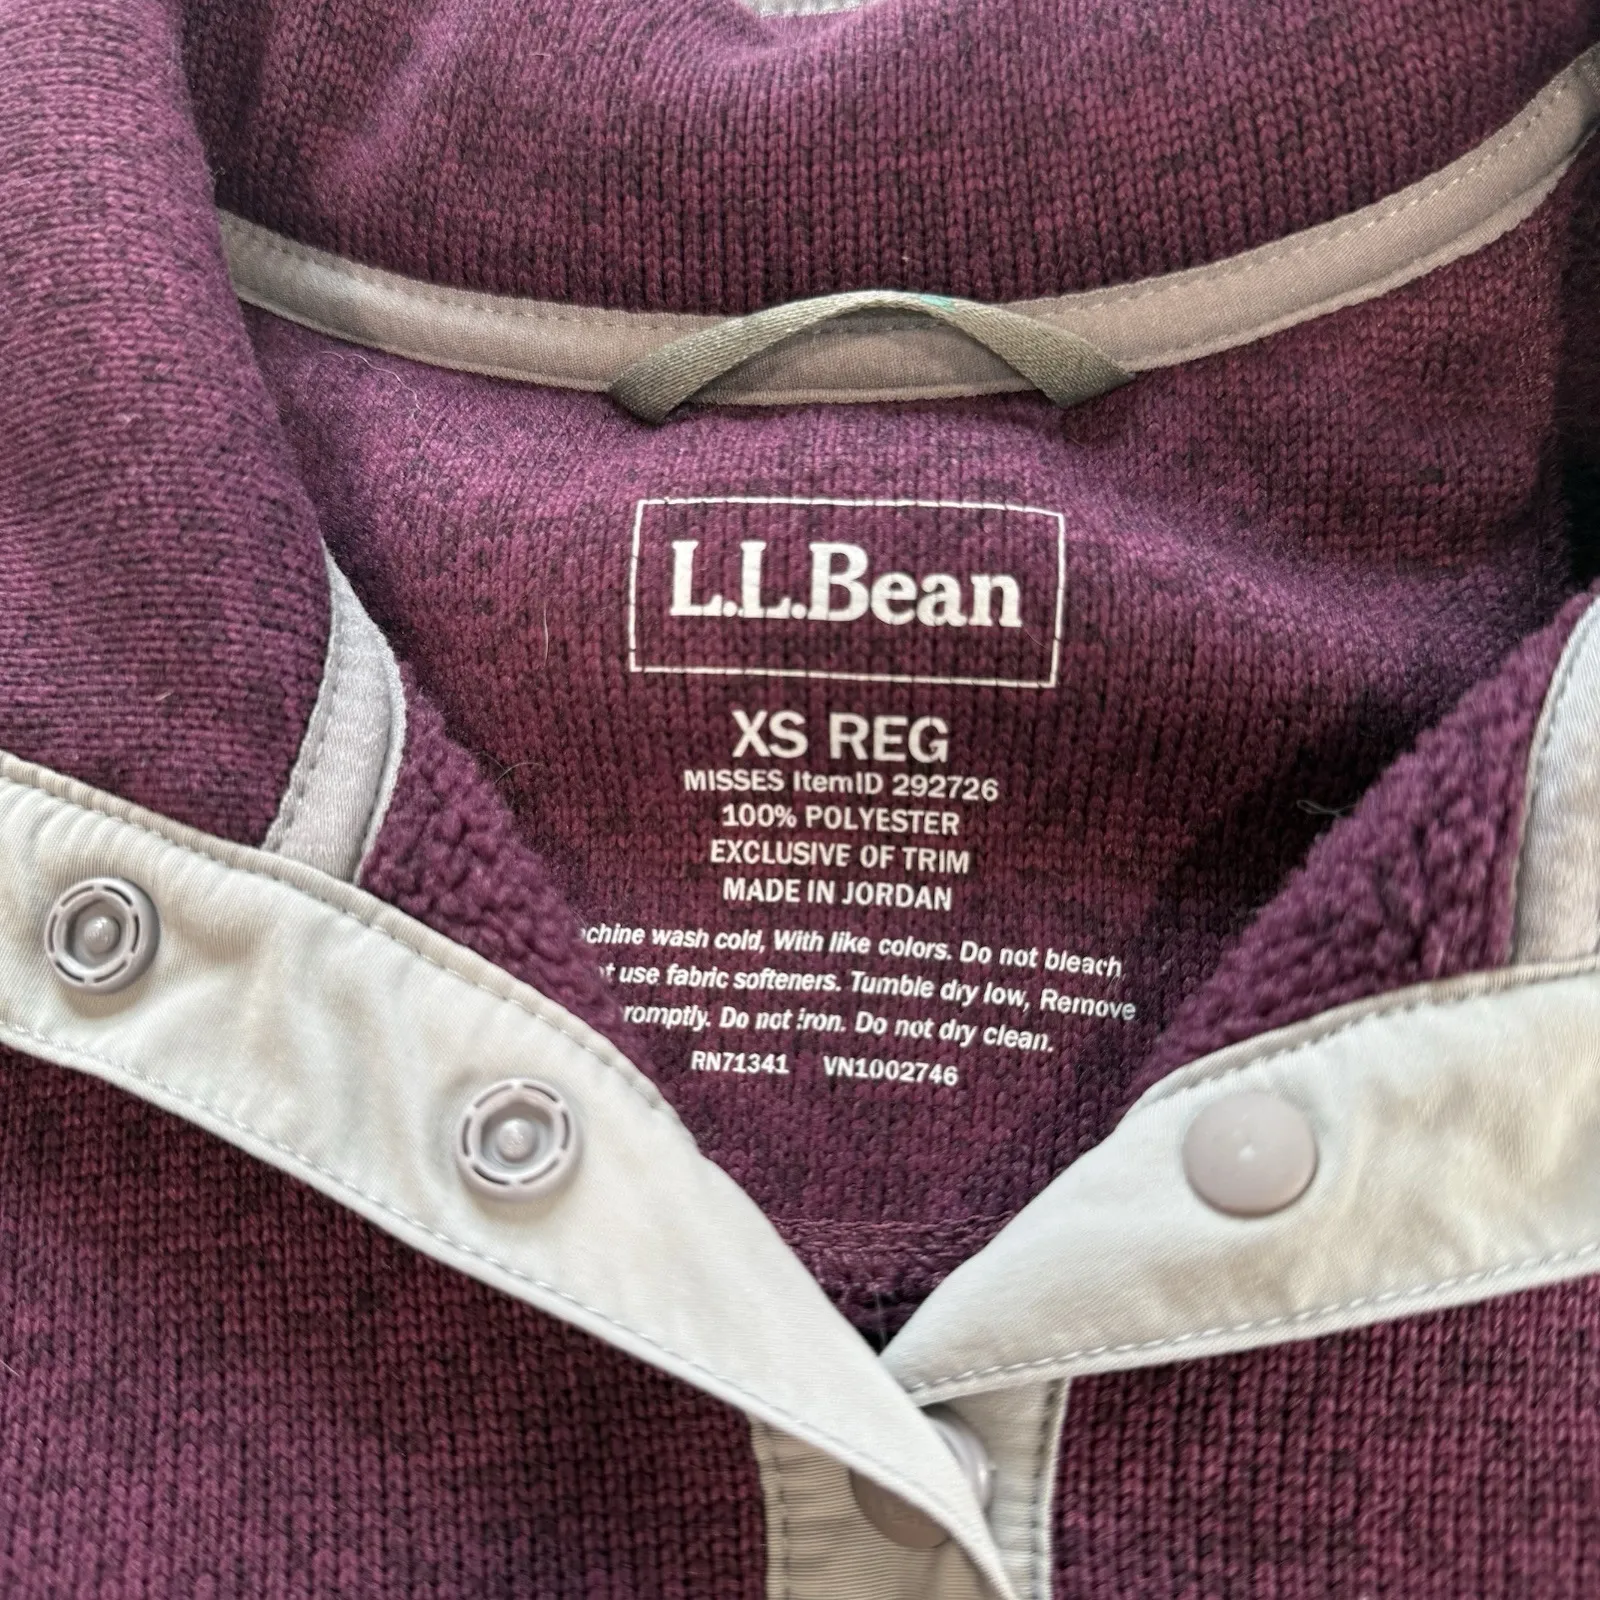 L.L.Bean
XS REG
MISSES ItemID 292726
100% POLYESTER
EXCLUSIVE OF TRIM
MADE IN JORDAN
wash cold, With like colors. Do not bleach
use fabric softeners. Tumble dry low, Remove
Do not iron. Do not dry clean.
RN71341 VN1002746